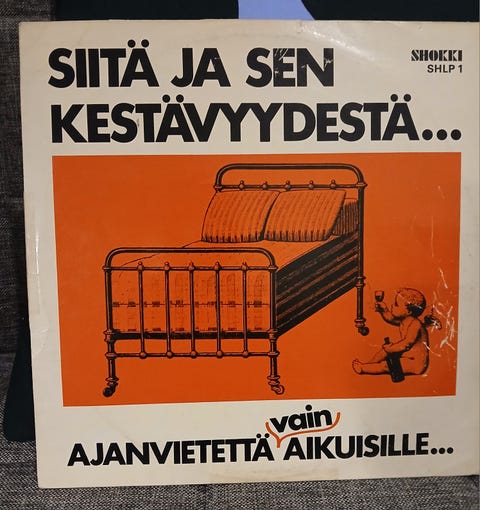 SIITÄ JA SEN
SHOKKI
SHLP 1
KESTÄVYYDESTÄ...
vain
AJANVIETETTÄ AIKUISILLE...